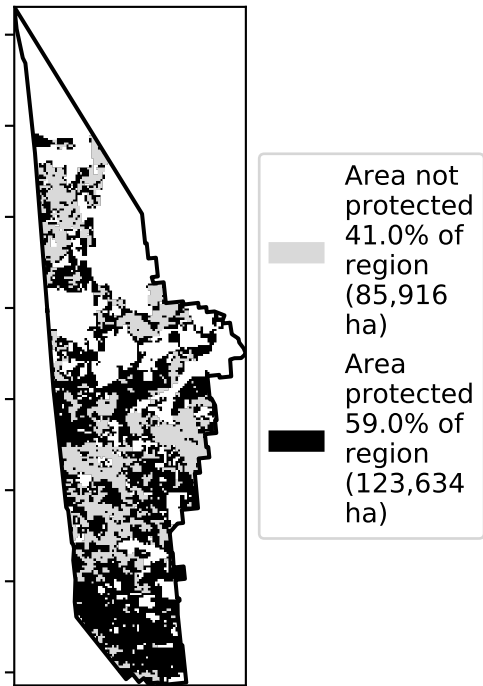 Area not
protected
41.0% of
region
(85,916
ha)
Area
protected
59.0% of
region
(123,634
ha)